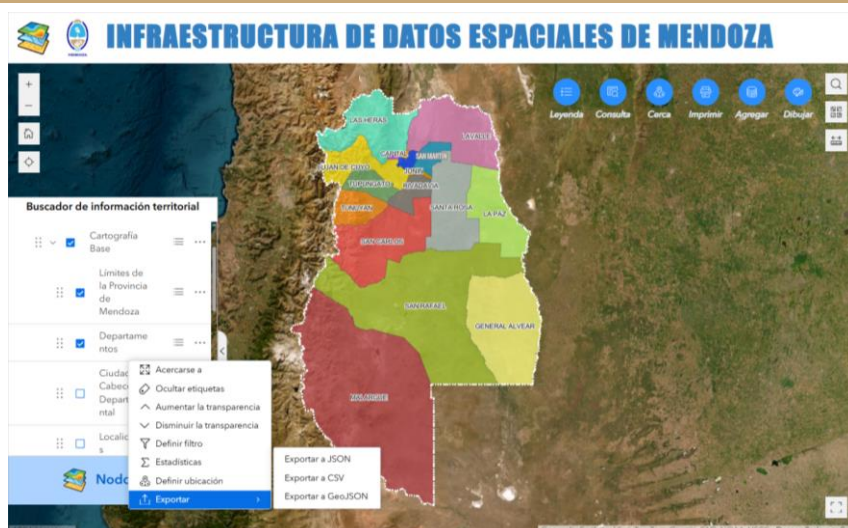 INFRAESTRUCTURA DE DATOS ESPACIALES DE MENDOZA
Leyenda
Consulta
Cerca
Imprimir
Agregar
Dibujar
Buscador de información territorial
Cartografía
Base
Límites de
la Provincia
de
Mendoza
Departame
ntos
Ciudad
Cabec
Depart
ntal
Localid
s
Nodo
Acercarse a
Ocultar etiquetas
Aumentar la transparencia
Disminuir la transparencia
Definir filtro
Estadísticas
Definir ubicación
Exportar
Exportar a JSON
Exportar a CSV
Exportar a GeoJSON
LAS HERAS
LAVALLE
CAPITAL
SAN MARTIN
LUJAN DE CUYO
JUNIN
TUPUNGATO
RIVADAVIA
TUNUYAN
SANTA ROSA
LA PAZ
SAN CARLOS
SAN RAFAEL
GENERAL ALVEAR
MALARGUE